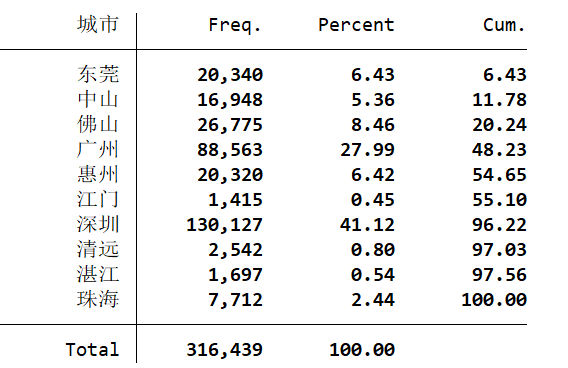 城市 Freq. Percent Cum.
东莞 20,340 6.43 6.43
中山 16,948 5.36 11.78
佛山 26,775 8.46 20.24
广州 88,563 27.99 48.23
惠州 20,320 6.42 54.65
江门 1,415 0.45 55.10
深圳 130,127 41.12 96.22
清远 2,542 0.80 97.03
湛江 1,697 0.54 97.56
珠海 7,712 2.44 100.00
Total 316,439 100.00